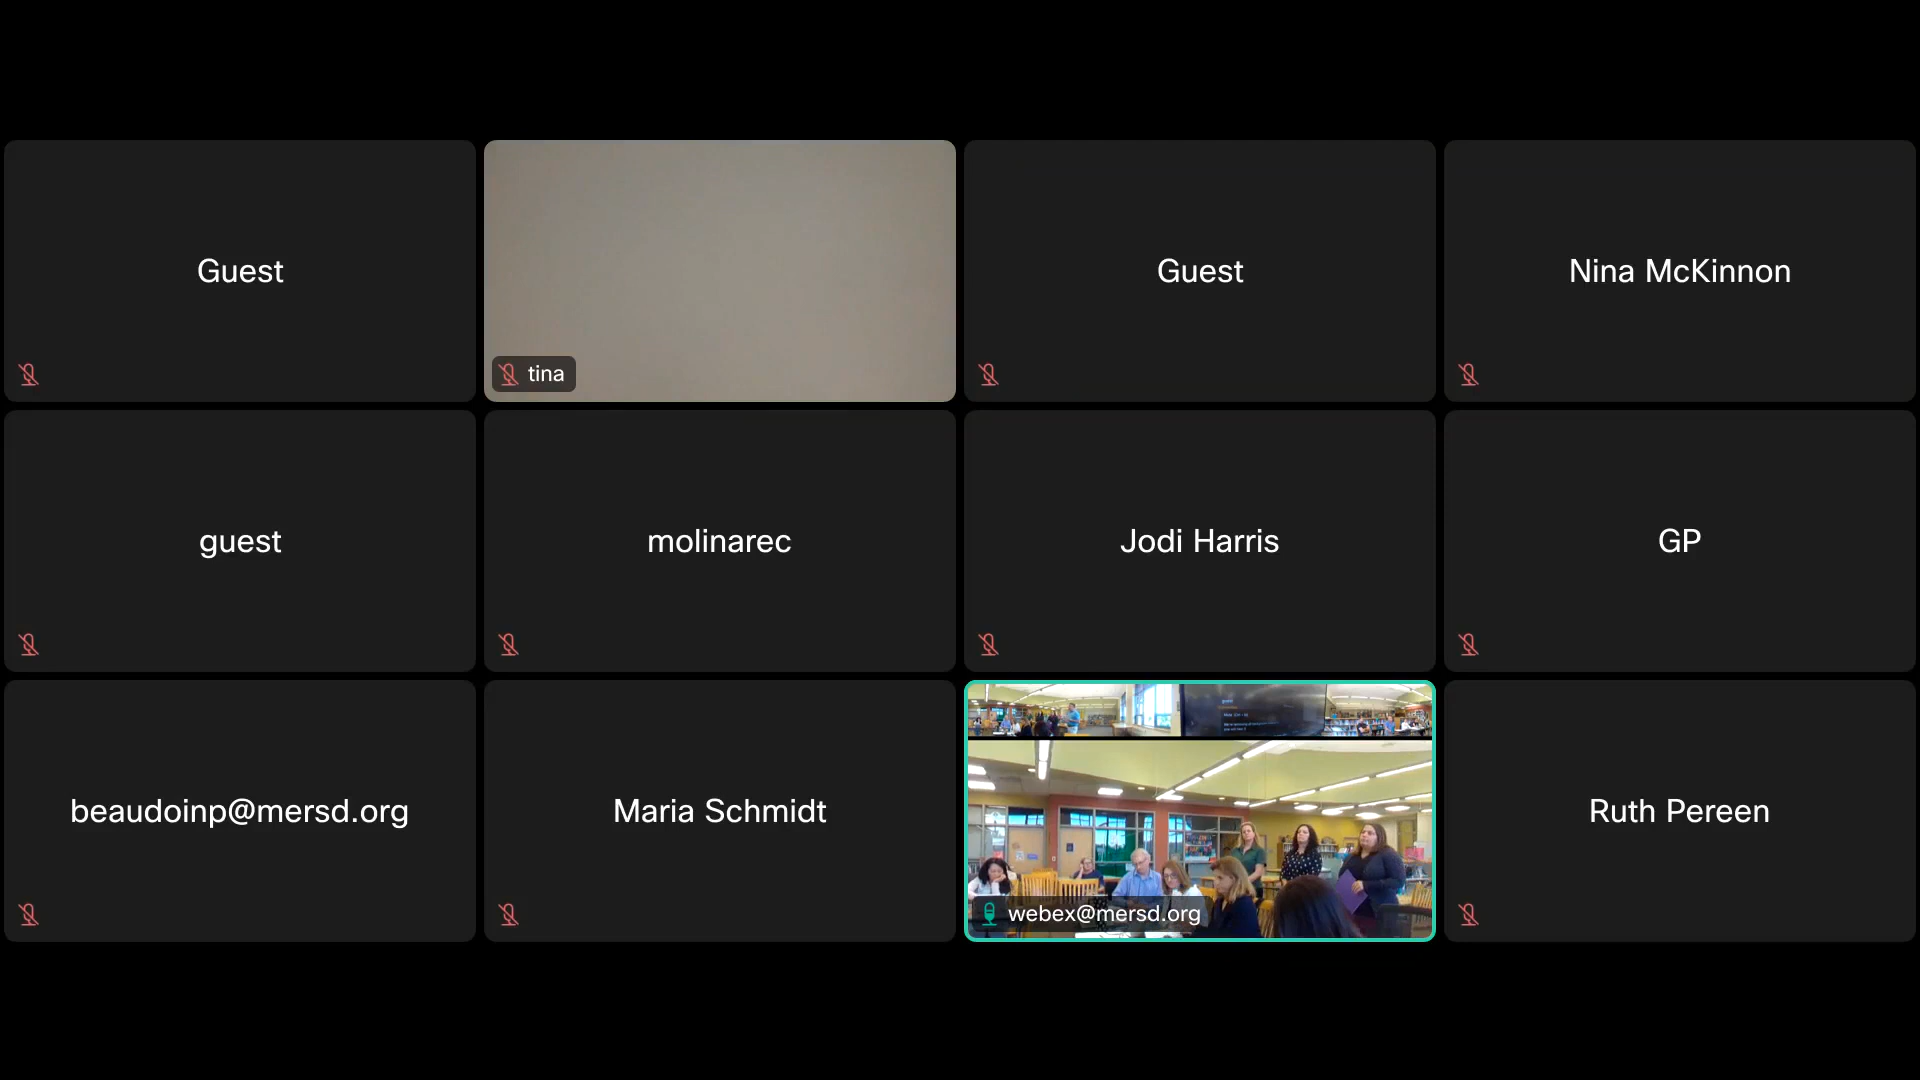 Guest
tina
Guest
Nina McKinnon
guest
molinarec
Jodi Harris
GP
beaudoinp@mersd.org
Maria Schmidt
webex@mersd.org
Ruth Pereen